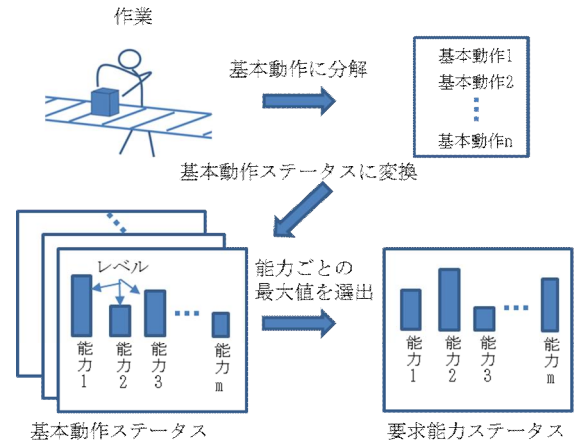 作業
基本動作に分解
基本動作1
基本動作2
基本動作n
基本動作ステータスに変換
レベル
能力1
能力2
能力3
能力m
基本動作ステータス
能力ごとの
最大値を選出
能力1
能力2
能力3
能力m
要求能力ステータス